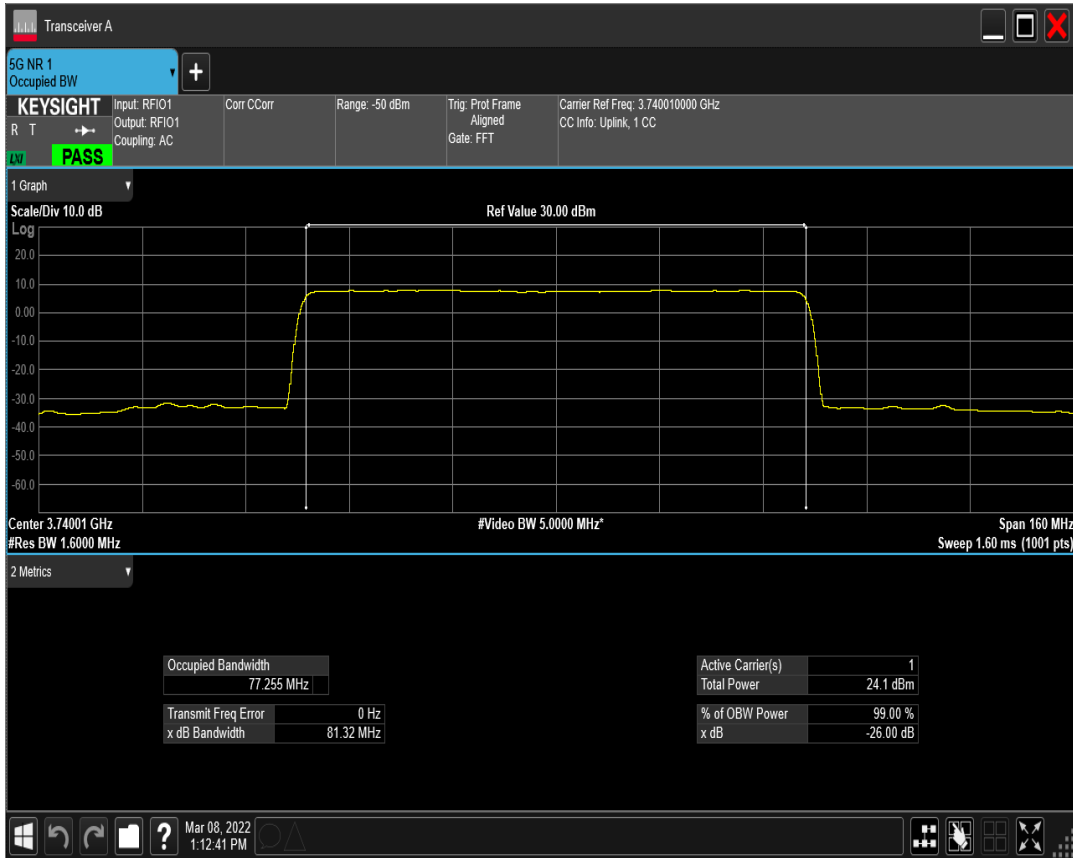 Transceiver A
5G NR 1
Occupied BW
+
KEYSIGHT
R T
LXI
PASS
Input: RFIO1
Output: RFIO1
Coupling: AC
Corr CCorr
Range: -50 dBm
Trig: Prot Frame
Aligned
Gate: FFT
Carrier Ref Freq: 3.740010000 GHz
CC Info: Uplink, 1 CC
1 Graph
Scale/Div 10.0 dB
Ref Value 30.00 dBm
Log
20.0
10.0
0.00
-10.0
-20.0
-30.0
-40.0
-50.0
-60.0
Center 3.74001 GHz
#Video BW 5.0000 MHz*
Span 160 MHz
#Res BW 1.6000 MHz
Sweep 1.60 ms (1001 pts)
2 Metrics
Occupied Bandwidth
77.255 MHz
Transmit Freq Error 0 Hz
x dB Bandwidth 81.32 MHz
Active Carrier(s) 1
Total Power 24.1 dBm
% of OBW Power 99.00 %
x dB -26.00 dB
?
Mar 08, 2022
1:12:41 PM